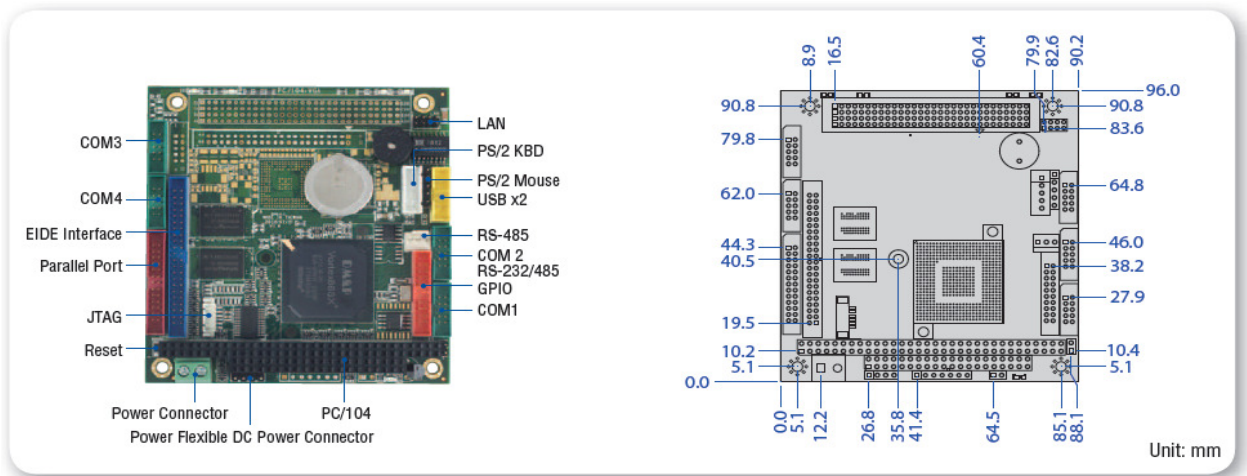 PC/104-VGA
COM3
COM4
EIDE Interface
Parallel Port
JTAG
Reset
Power Connector
Power Flexible DC Power Connector
PC/104
LAN
PS/2 KBD
PS/2 Mouse
USB x2
RS-485
COM 2
RS-232/485
GPIO
COM1
8.9
16.5
60.4
79.9
82.6
90.2
96.0
90.8
79.8
62.0
44.3
40.5
19.5
10.2
5.1
0.0
90.8
83.6
64.8
46.0
38.2
27.9
10.4
5.1
0.0
5.1
12.2
26.8
35.8
41.4
64.5
85.1
88.1
Unit: mm